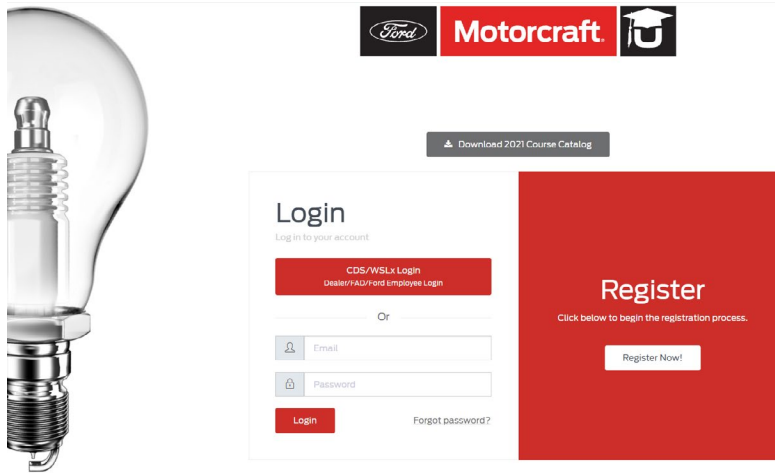 Ford
Motorcraft.
U
Download 2021 Course Catalog
Login
Log in to your account
CDS/WSLx Login
Dealer/FAD/Ford Employee Login
Or
Email
Password
Login
Forgot password?
Register
Click below to begin the registration process.
Register Now!